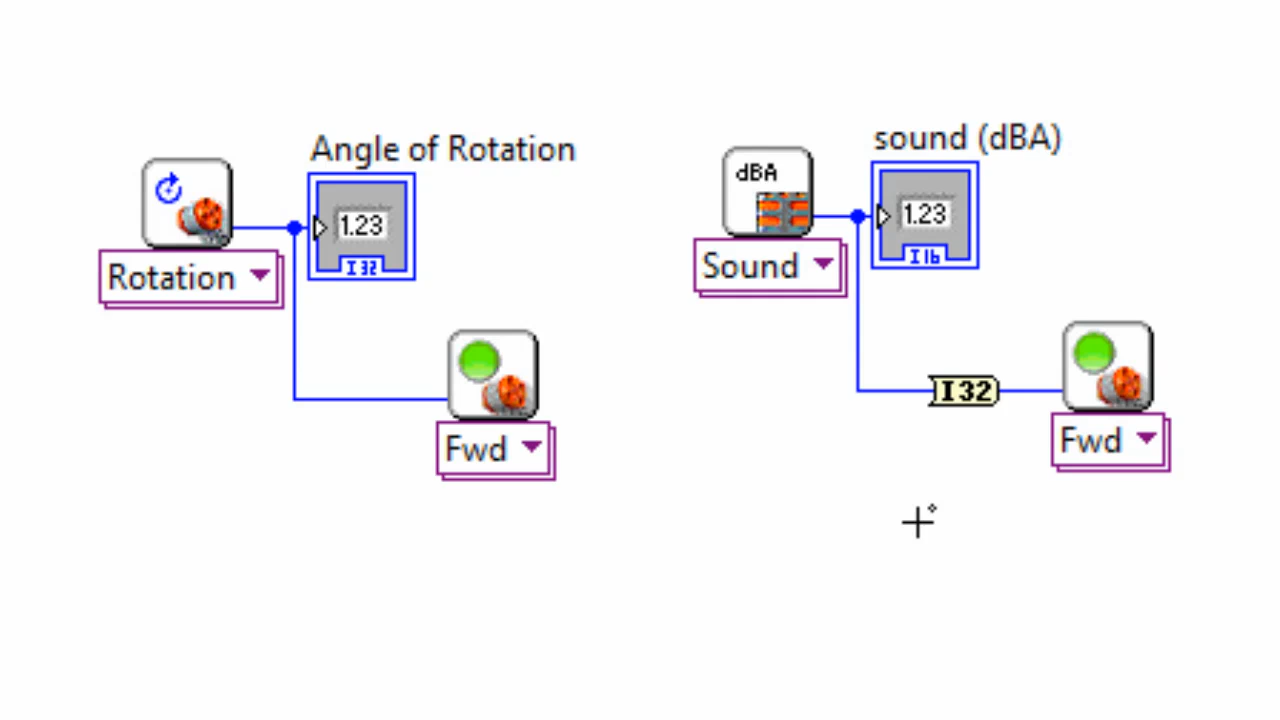 Angle of Rotation
1.23
I32
Rotation
Fwd
sound (dBA)
dBA
1.23
I16
Sound
I32
Fwd